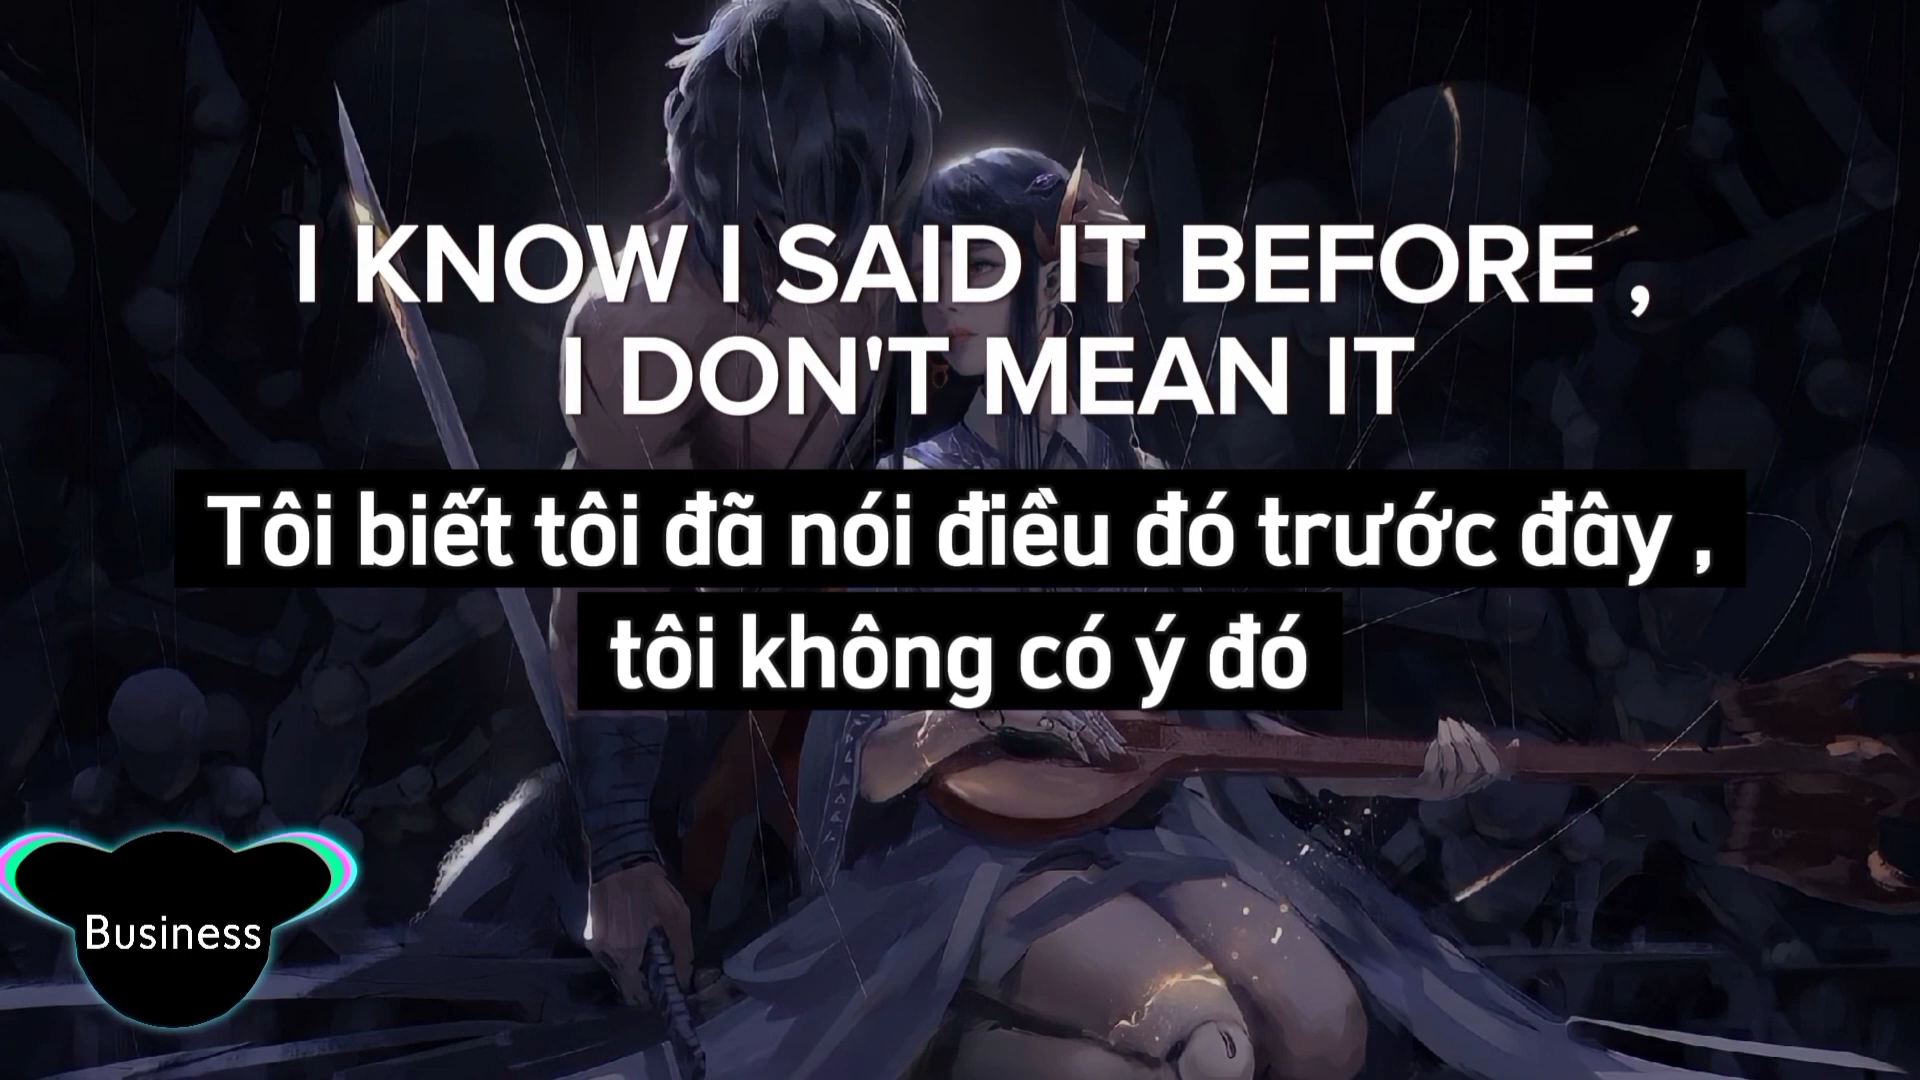 I KNOW I SAID IT BEFORE ,
I DON'T MEAN IT
Tôi biết tôi đã nói điều đó trước đây ,
tôi không có ý đó
Business